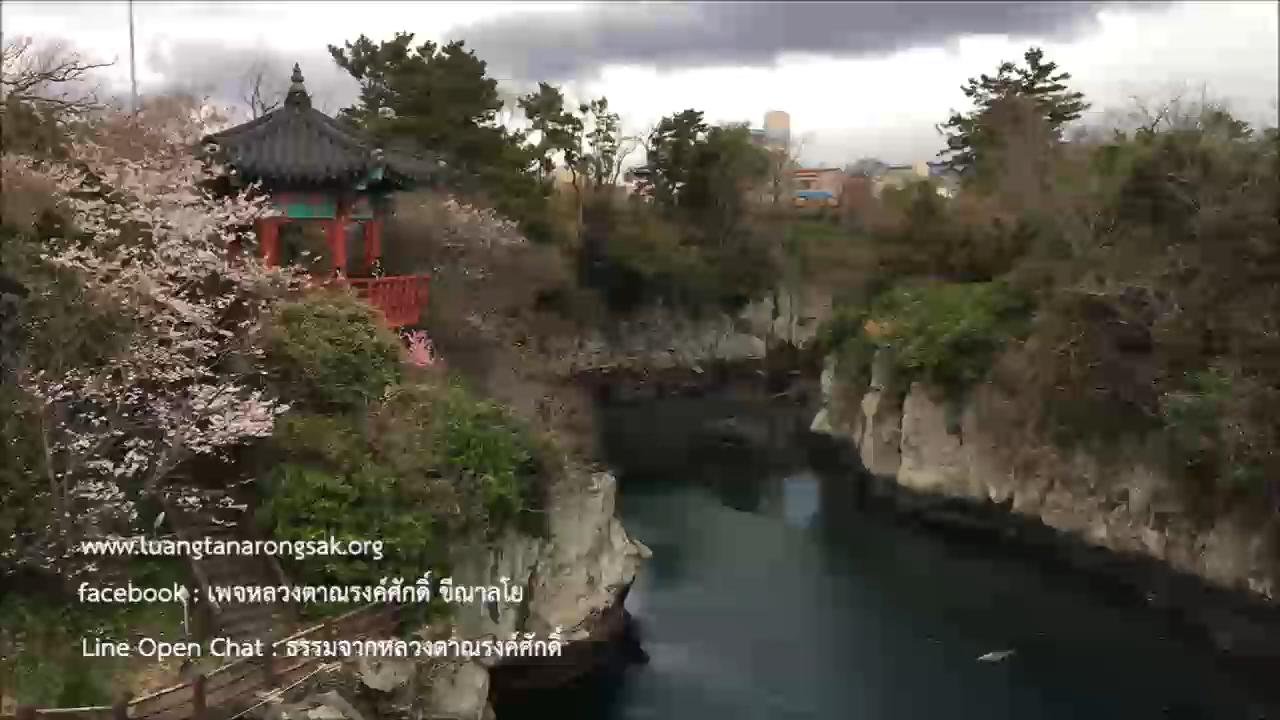 www.luangtanarongsak.org
facebook : เพจหลวงตาณรงค์ศักดิ์ ขีณาลโย
Line Open Chat : ธรรมจากหลวงตาณรงค์ศักดิ์